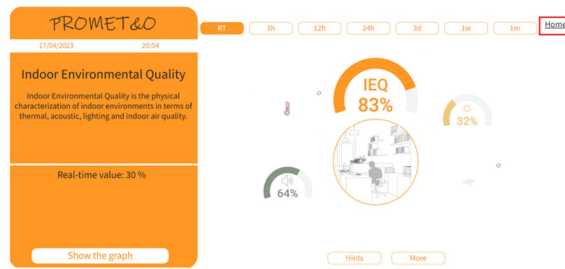 PROMET&O
17/04/2023 20:04
Indoor Environmental Quality
Indoor Environmental Quality is the physical
characterization of indoor environments in terms of
thermal, acoustic, lighting and indoor air quality.
Real-time value: 30 %
Show the graph
RT 3h 12h 24h 3d 1w 1m Home
IEQ
83%
32%
64%
Hints More